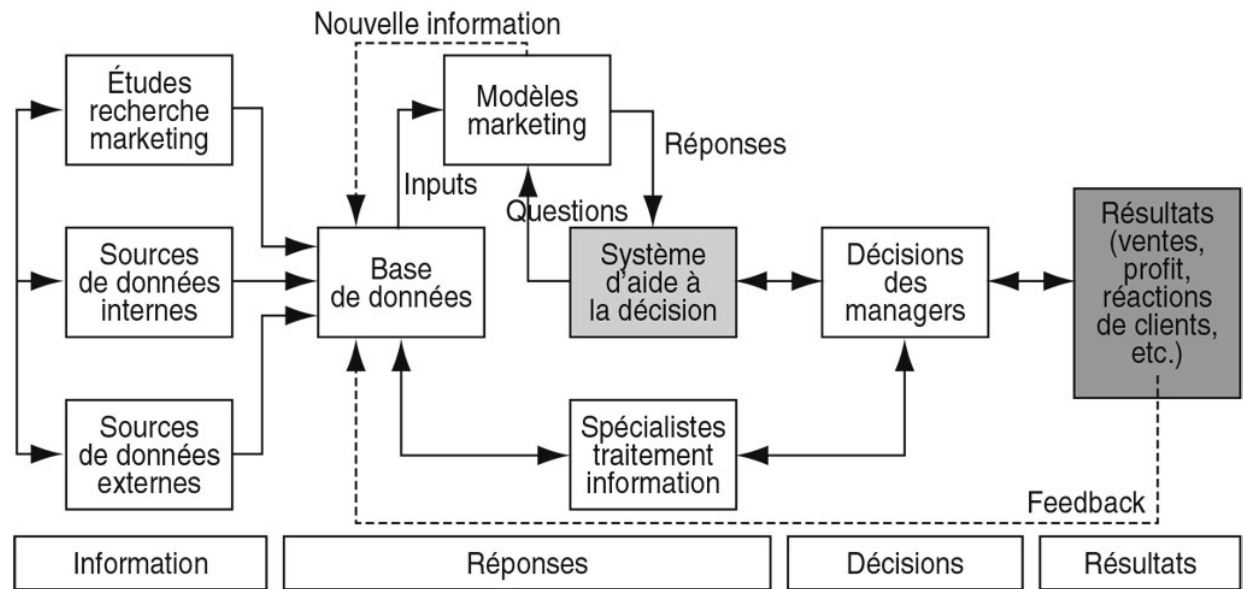 Nouvelle information
Études
recherche
marketing
Modèles
marketing
Réponses
Inputs
Questions
Sources
de données
internes
Base
de données
Système
d'aide à
la décision
Décisions
des
managers
Résultats
(ventes,
profit,
réactions
de clients,
etc.)
Sources
de données
externes
Spécialistes
traitement
information
Feedback
Information
Réponses
Décisions
Résultats